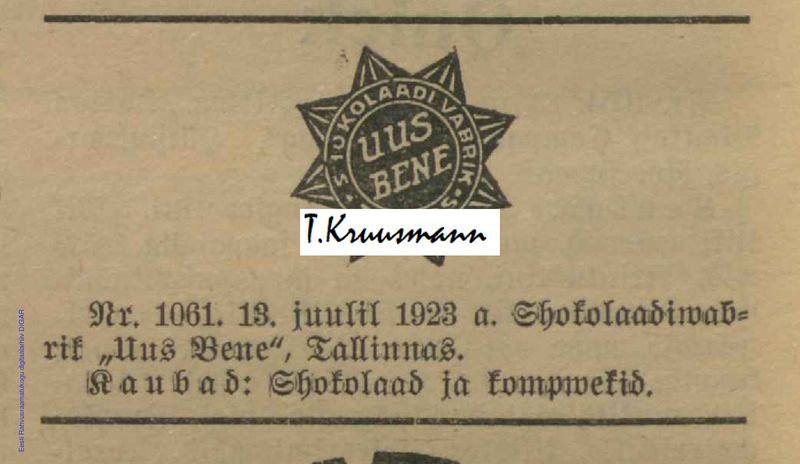 SHOKOLAADI VABRIK
UUS
BENE
T.Kruusmann
Nr. 1061. 13. juulil 1923 a. Shokolaadiwab-
rik „Uus Bene“, Tallinnas.
Kaubad: Shokolaad ja kompwekid.
Eesti Rahvusraamatukogu digitaalarhiiv DIGAR